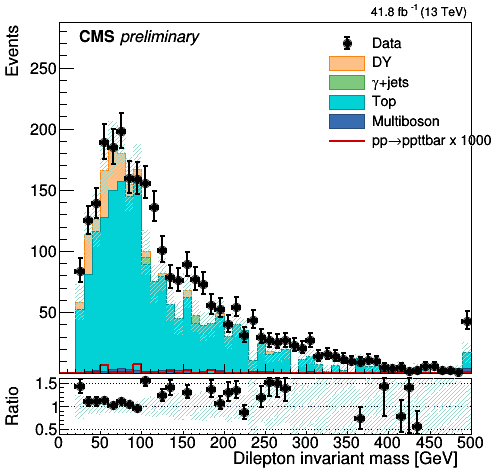 41.8 fb⁻¹ (13 TeV)
CMS preliminary
Events
250
200
150
100
50
Data
DY
γ+jets
Top
Multiboson
pp→ppttbar x 1000
Ratio
1.5
1
0.5
0 50 100 150 200 250 300 350 400 450 500
Dilepton invariant mass [GeV]